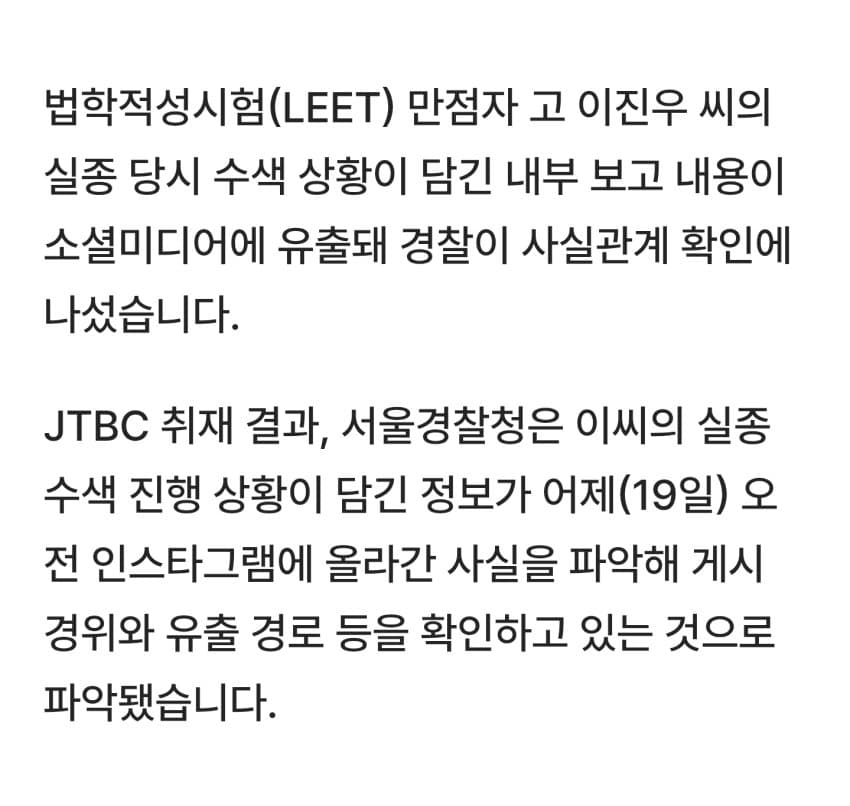 법학적성시험(LEET) 만점자 고 이진우 씨의
실종 당시 수색 상황이 담긴 내부 보고 내용이
소셜미디어에 유출돼 경찰이 사실관계 확인에
나섰습니다.
JTBC 취재 결과, 서울경찰청은 이씨의 실종
수색 진행 상황이 담긴 정보가 어제(19일) 오
전 인스타그램에 올라간 사실을 파악해 게시
경위와 유출 경로 등을 확인하고 있는 것으로
파악됐습니다.